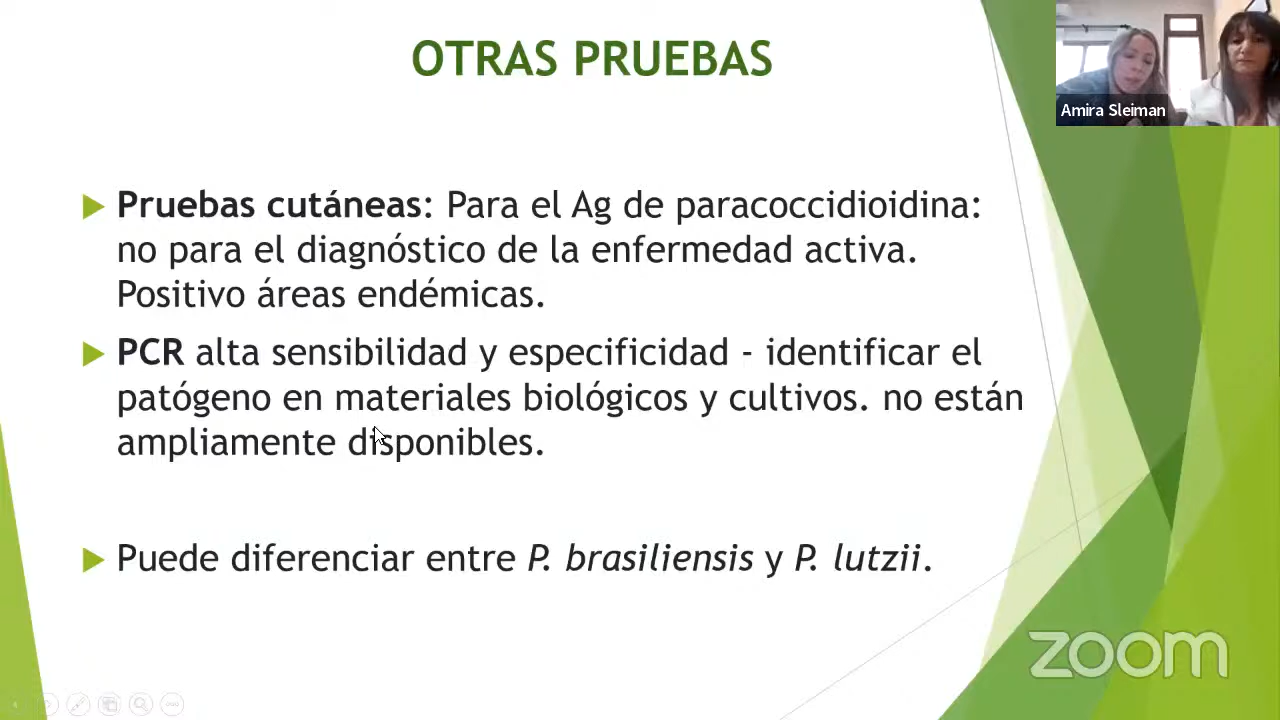 OTRAS PRUEBAS
Amira Sleiman
Pruebas cutáneas: Para el Ag de paracoccidioidina:
no para el diagnóstico de la enfermedad activa.
Positivo áreas endémicas.
PCR alta sensibilidad y especificidad - identificar el
patógeno en materiales biológicos y cultivos. no están
ampliamente disponibles.
Puede diferenciar entre P. brasiliensis y P. lutzii.
zoom